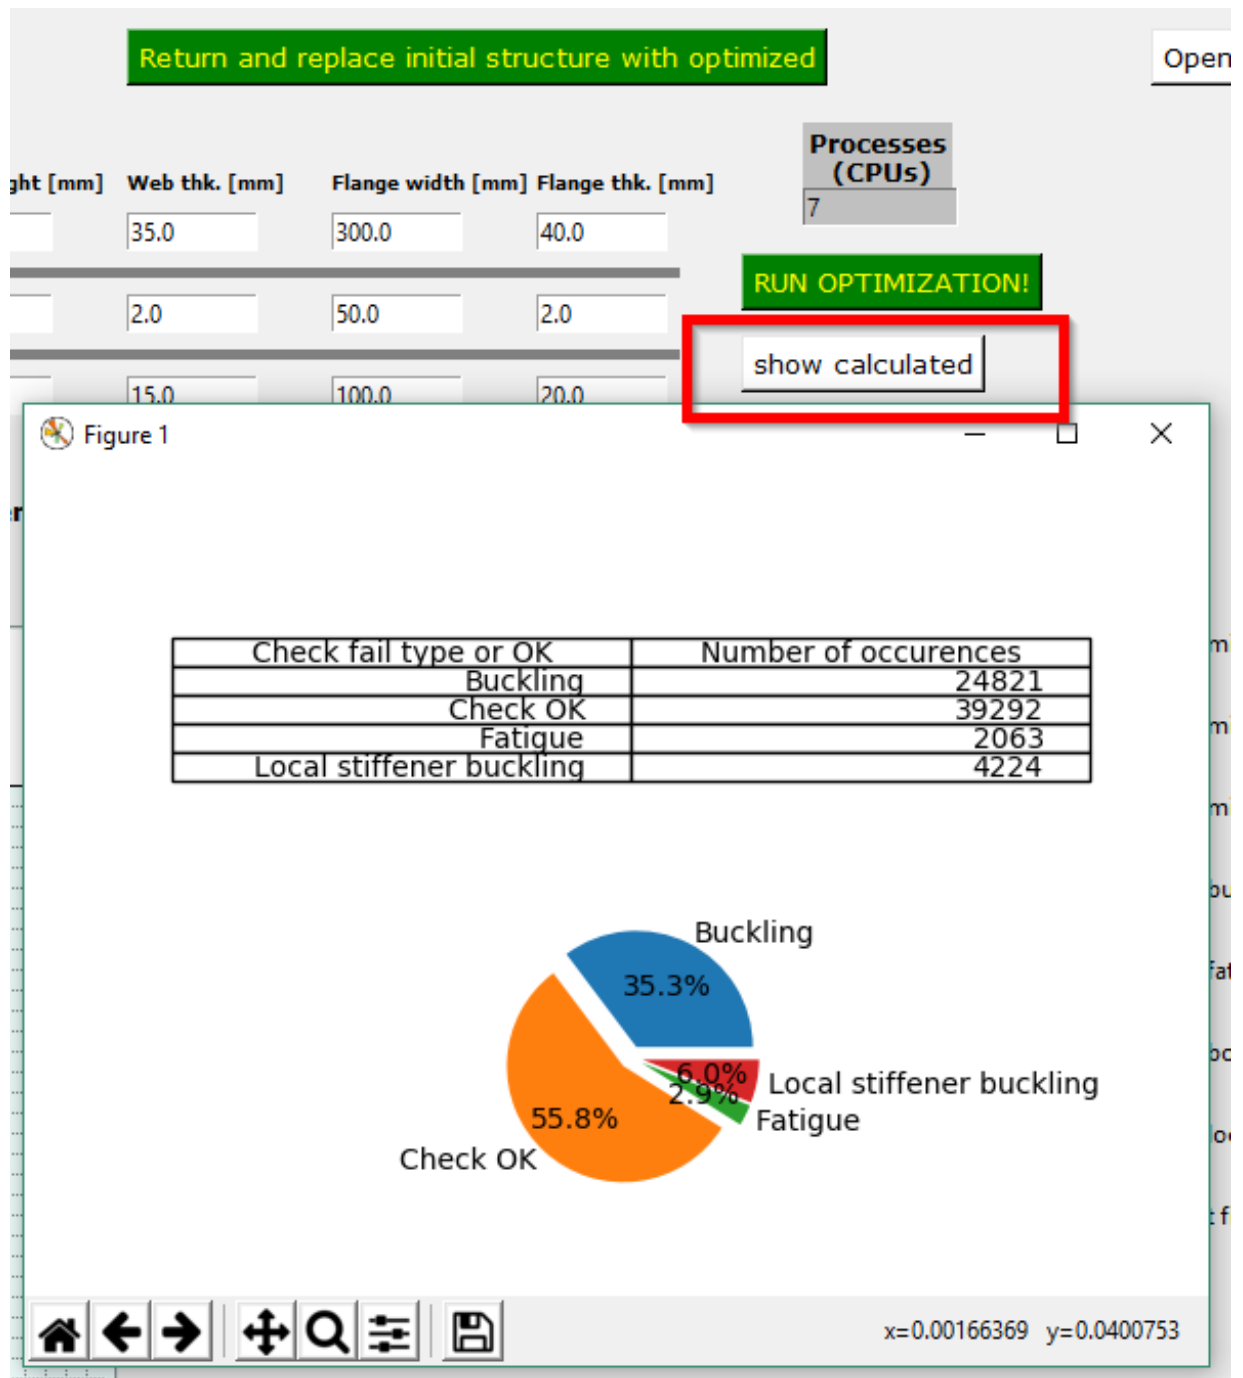 Return and replace initial structure with optimized
Open
Processes
(CPUs)
7
ght [mm] Web thk. [mm] Flange width [mm] Flange thk. [mm]
35.0 300.0 40.0
RUN OPTIMIZATION!
2.0 50.0 2.0
show calculated
15.0 100.0 20.0
Figure 1
Check fail type or OK Number of occurences
Buckling 24821
Check OK 39292
Fatigue 2063
Local stiffener buckling 4224
Buckling
35.3%
6.0%
Local stiffener buckling
2.9%
Fatigue
55.8%
Check OK
x=0.00166369 y=0.0400753